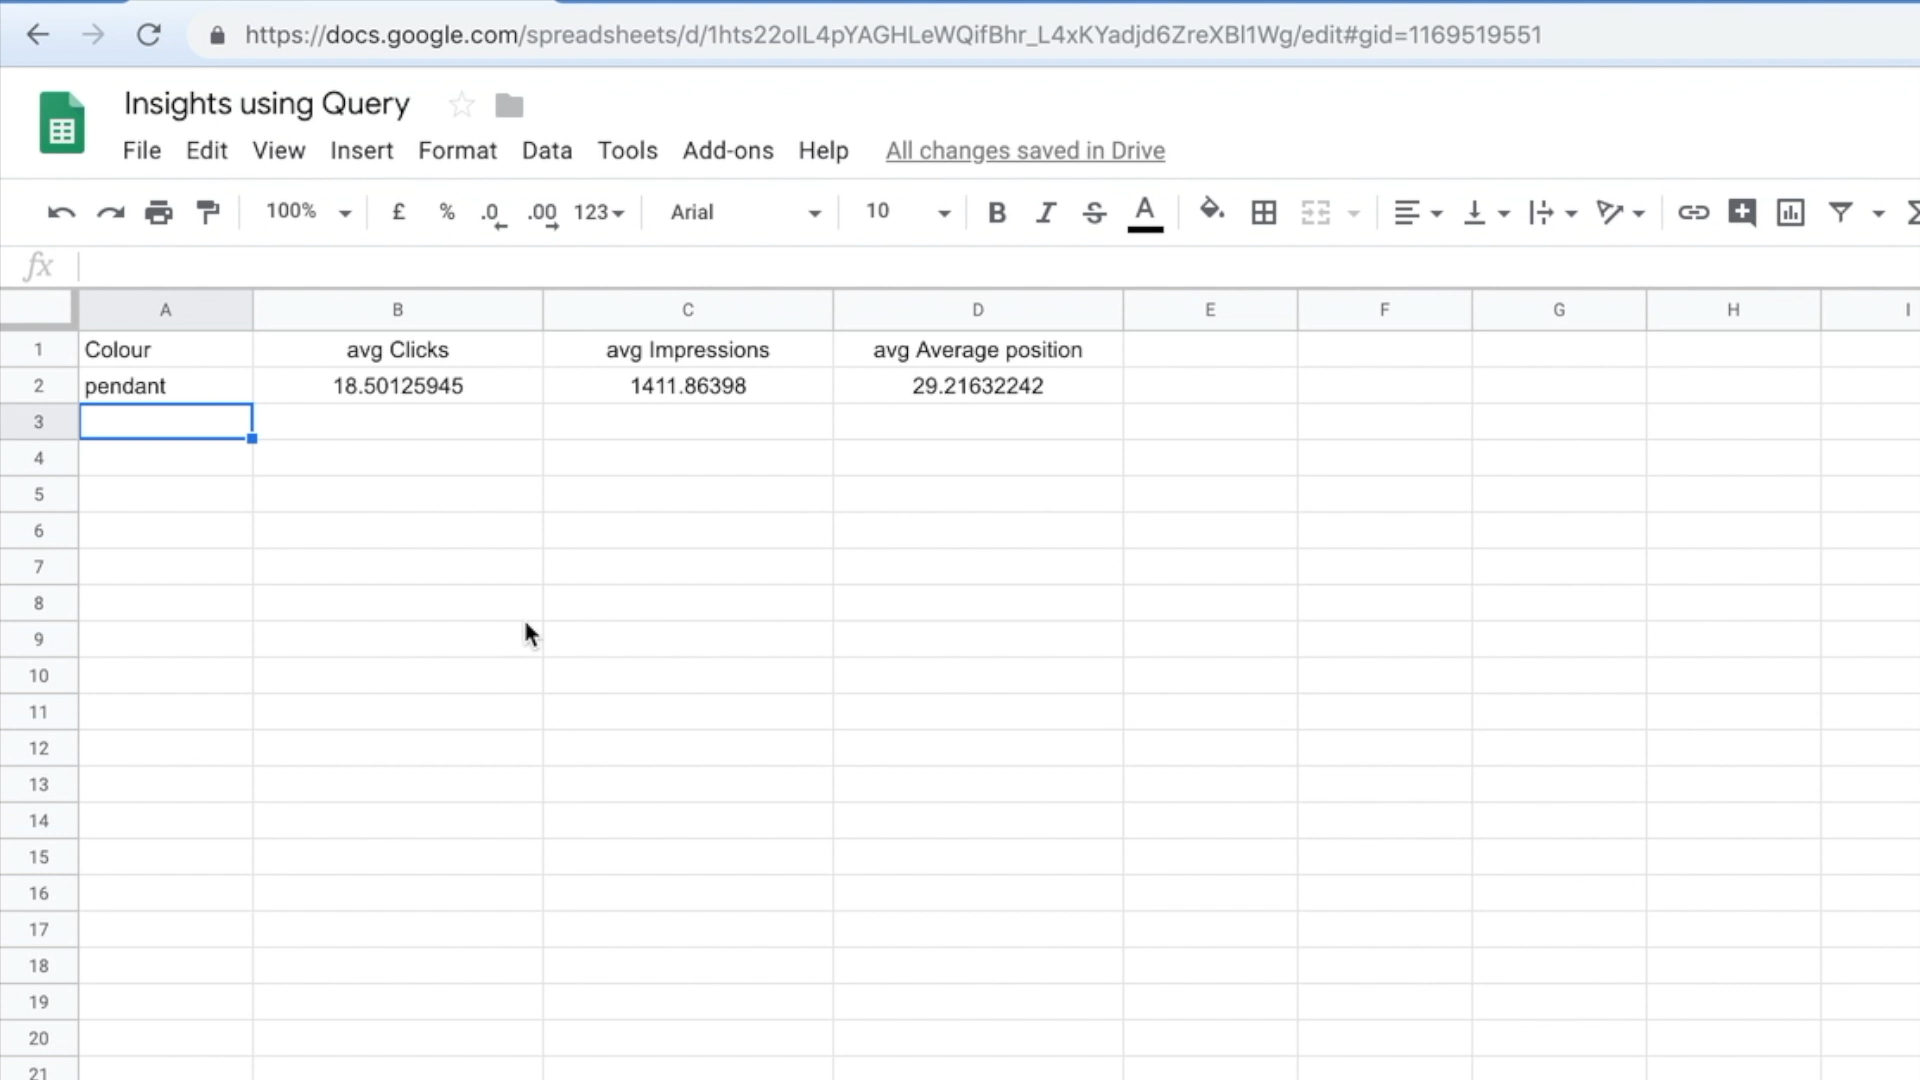 https://docs.google.com/spreadsheets/d/1hts22oIL4pYAGHLeWQifBhr_L4xKYadjd6ZreXBl1Wg/edit#gid=1169519551
Insights using Query
File Edit View Insert Format Data Tools Add-ons Help All changes saved in Drive
100% £ % .0 .00 123 Arial 10 B I S A Σ
fx
A B C D E F G H I
1 Colour avg Clicks avg Impressions avg Average position
2 pendant 18.50125945 1411.86398 29.21632242
3
4
5
6
7
8
9
10
11
12
13
14
15
16
17
18
19
20
21